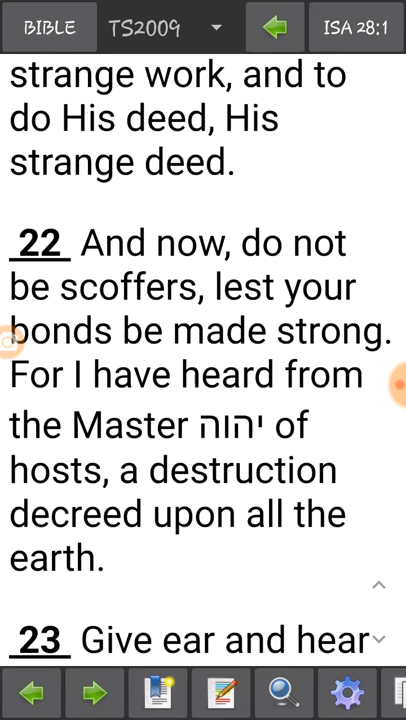 BIBLE TS2009 ISA 28:1
strange work, and to
do His deed, His
strange deed.
22 And now, do not
be scoffers, lest your
bonds be made strong.
For I have heard from
the Master יהוה of
hosts, a destruction
decreed upon all the
earth.
23 Give ear and hear